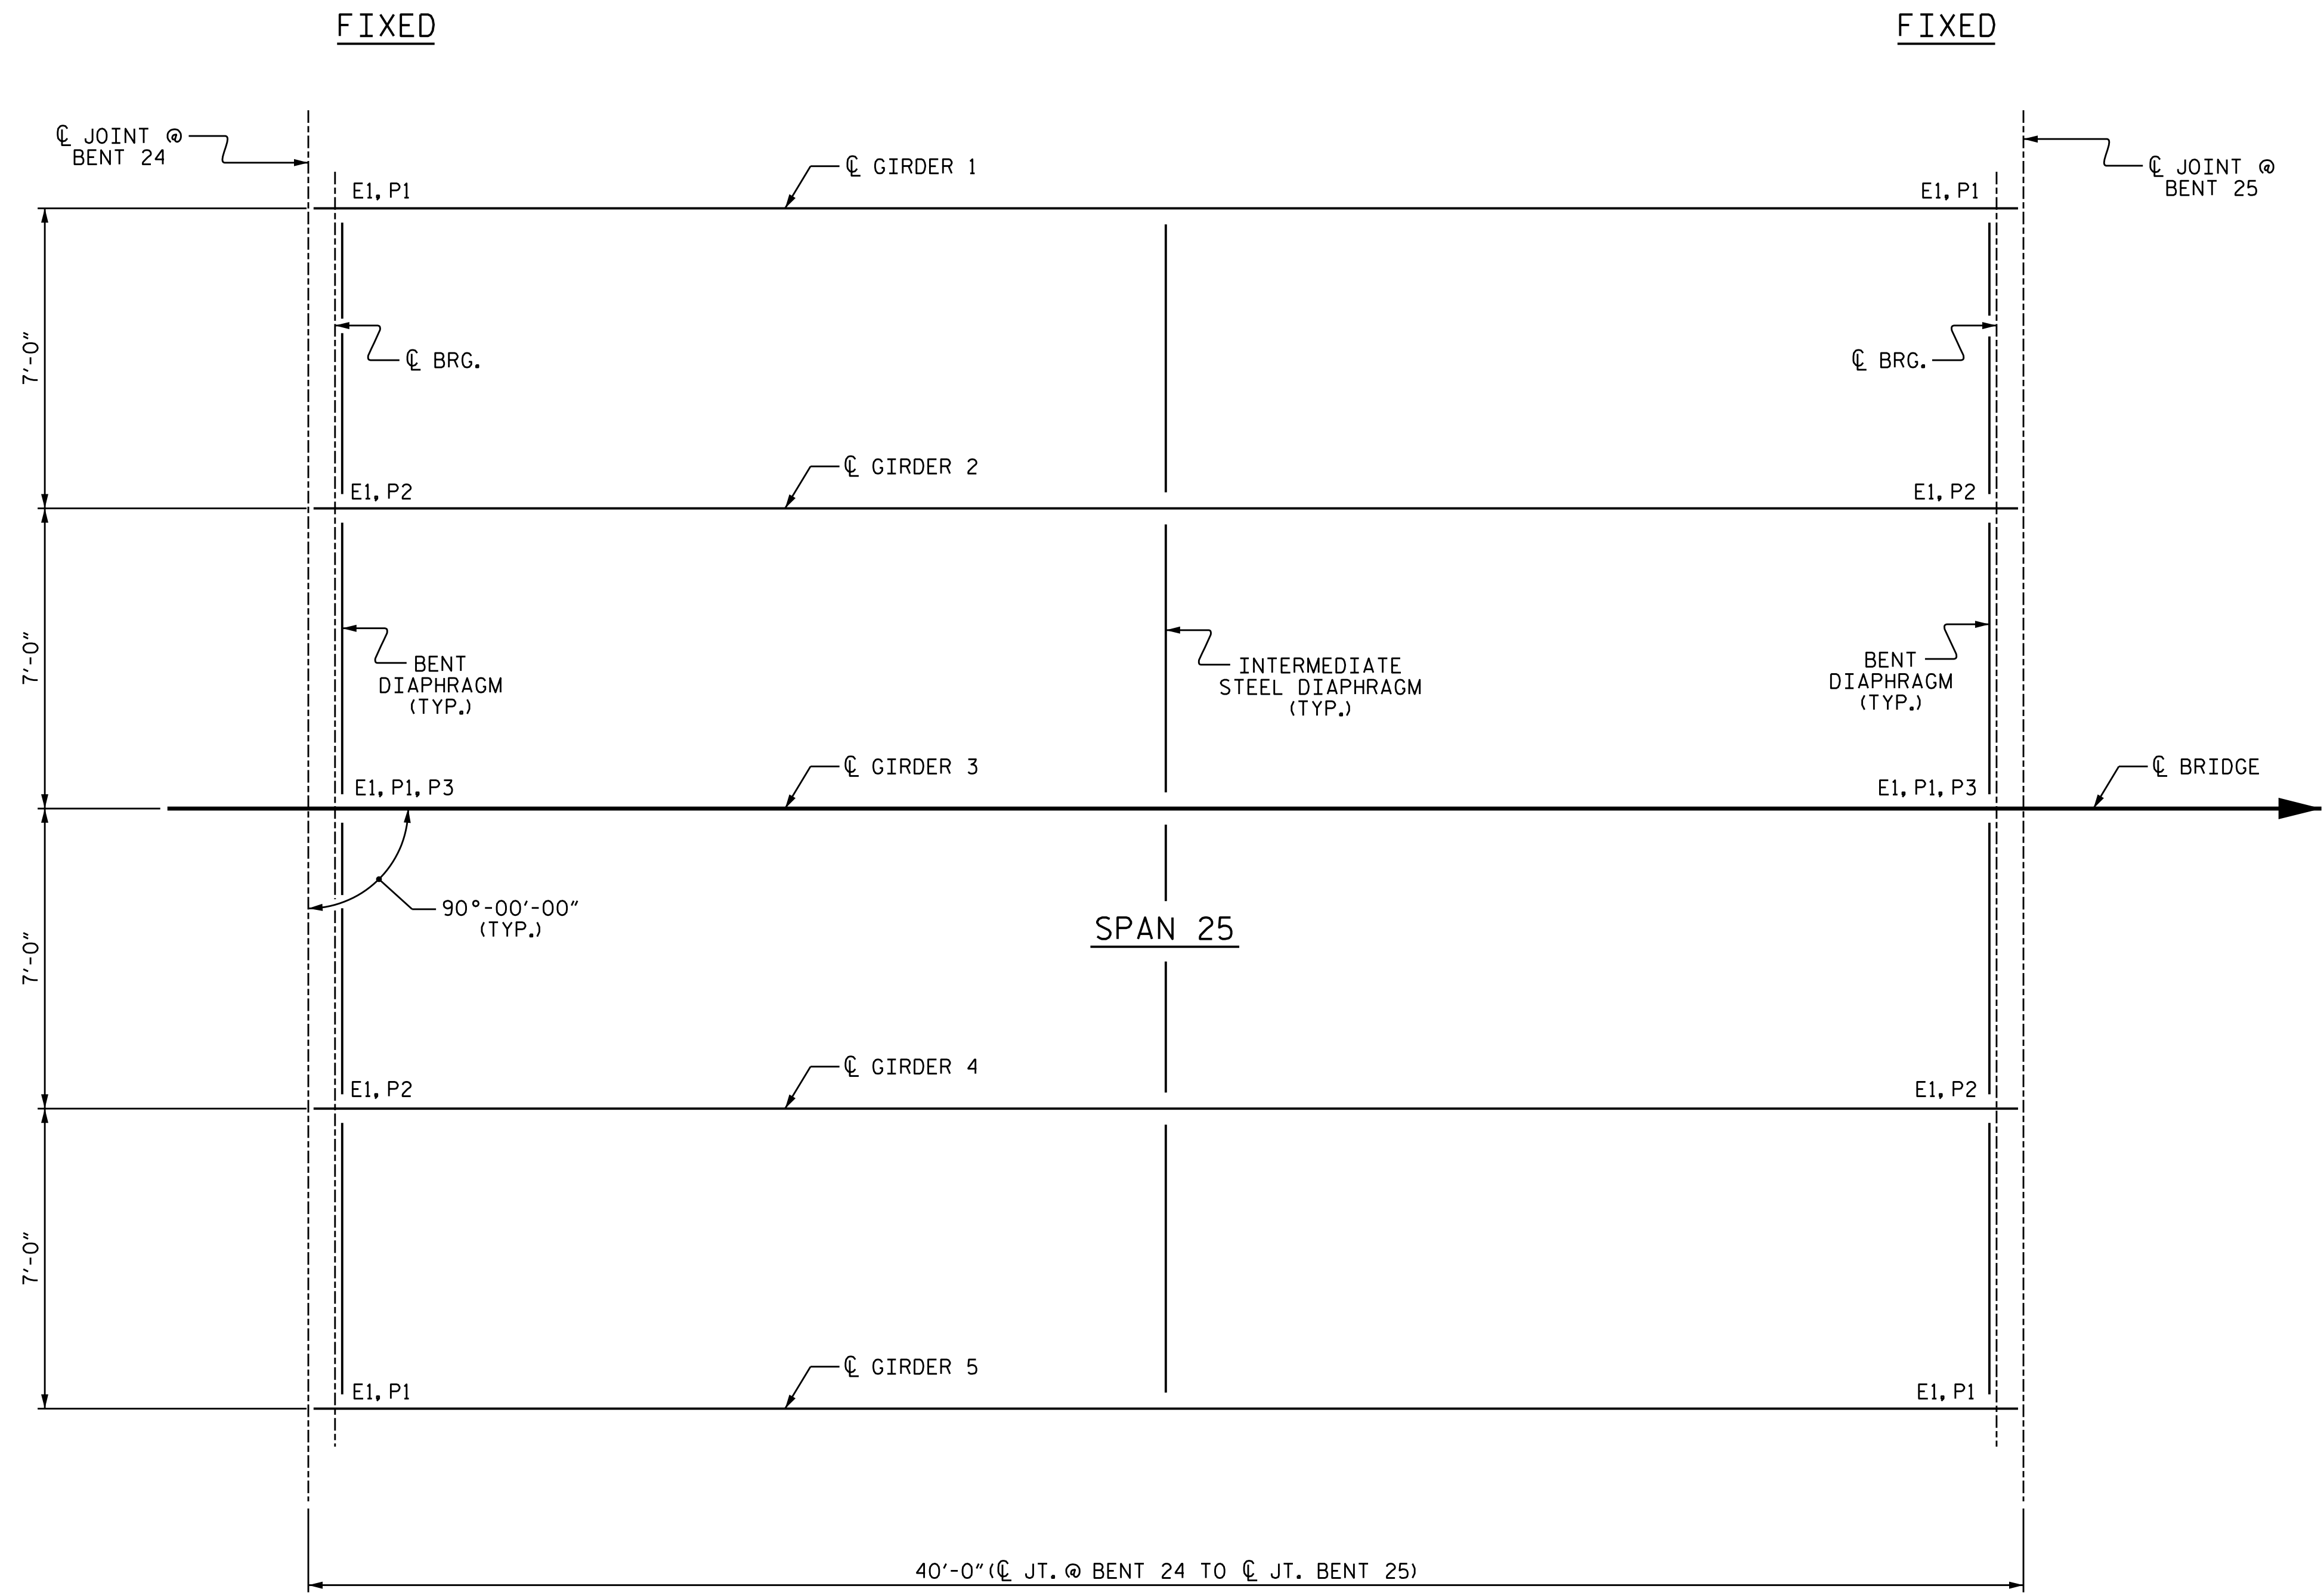 FIXED
FIXED
℄ JOINT @
BENT 24
℄ GIRDER 1
℄ JOINT @
BENT 25
E1, P1
E1, P1
7'-0"
℄ BRG.
℄ BRG.
℄ GIRDER 2
E1, P2
E1, P2
7'-0"
BENT
DIAPHRAGM
(TYP.)
INTERMEDIATE
STEEL DIAPHRAGM
(TYP.)
BENT
DIAPHRAGM
(TYP.)
℄ GIRDER 3
℄ BRIDGE
E1, P1, P3
E1, P1, P3
90°-00'-00"
(TYP.)
SPAN 25
7'-0"
℄ GIRDER 4
E1, P2
E1, P2
7'-0"
℄ GIRDER 5
E1, P1
E1, P1
40'-0"(℄ JT. @ BENT 24 TO ℄ JT. BENT 25)